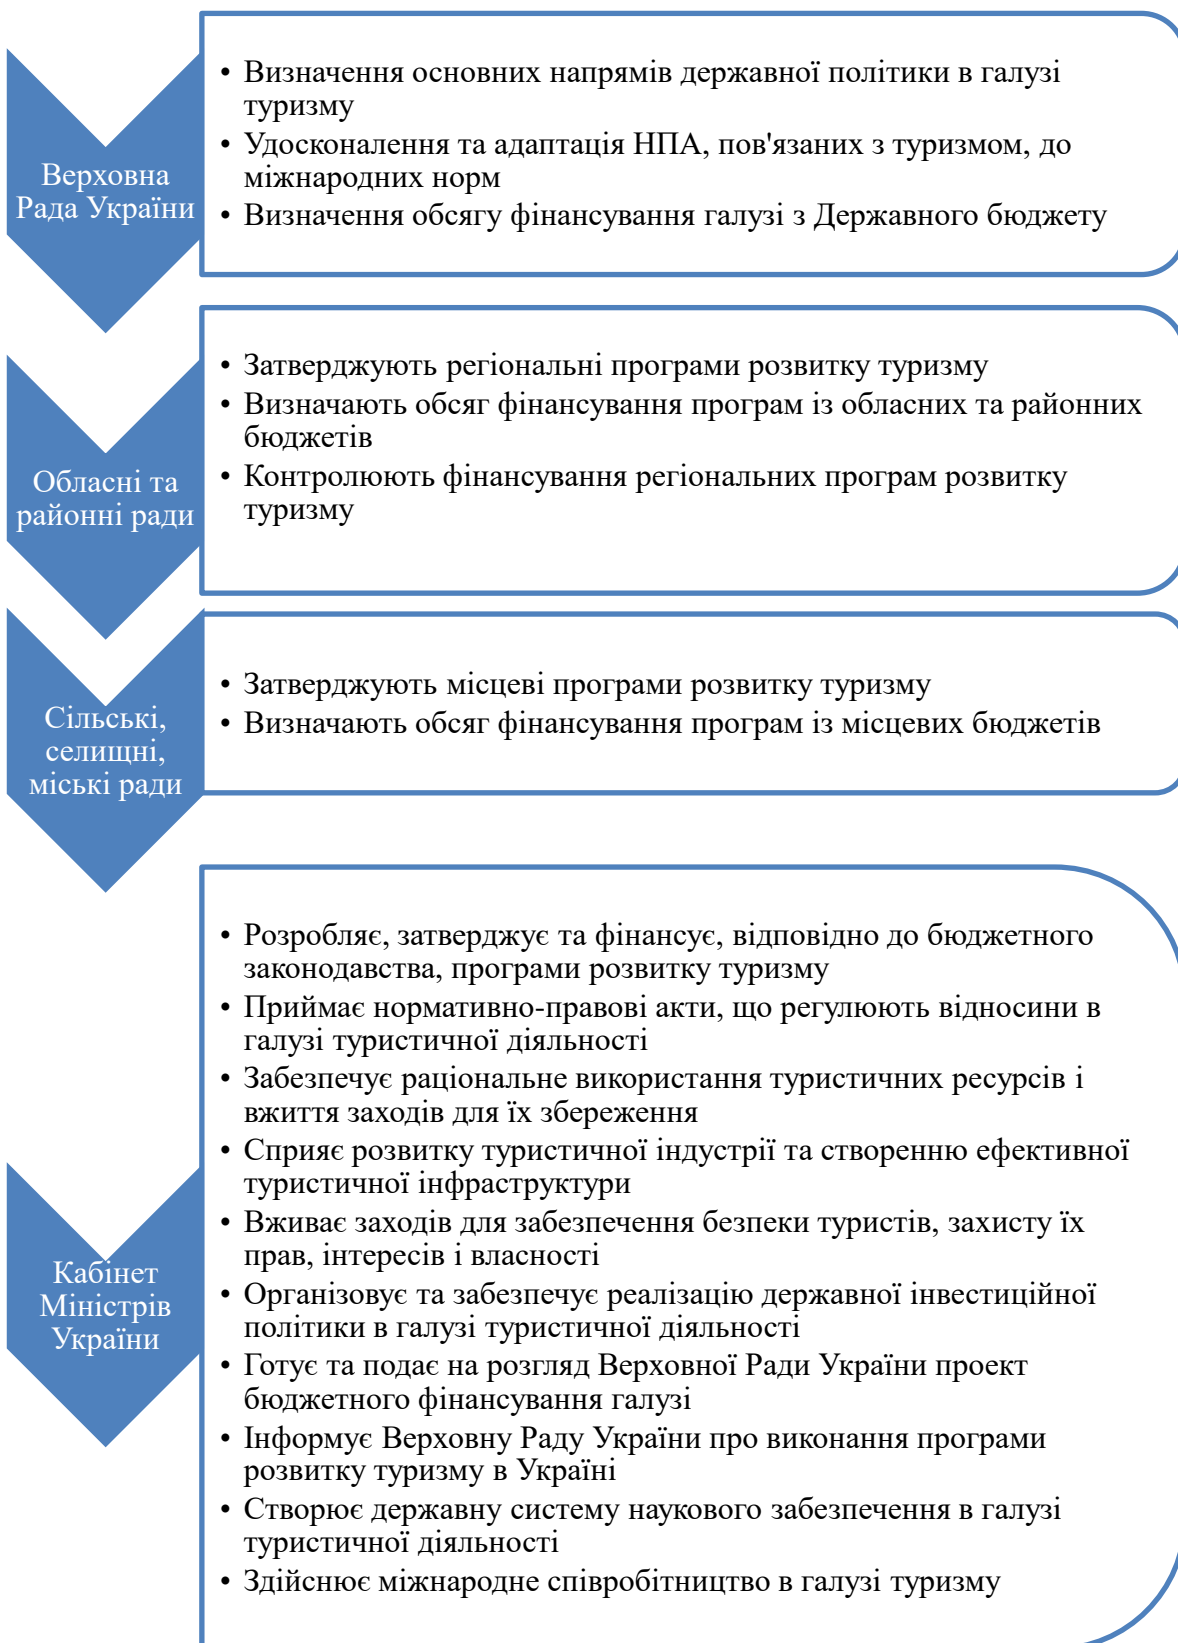 Верховна
Рада України
• Визначення основних напрямів державної політики в галузі
туризму
• Удосконалення та адаптація НПА, пов'язаних з туризмом, до
міжнародних норм
• Визначення обсягу фінансування галузі з Державного бюджету
Обласні та
районні ради
• Затверджують регіональні програми розвитку туризму
• Визначають обсяг фінансування програм із обласних та районних
бюджетів
• Контролюють фінансування регіональних програм розвитку
туризму
Сільські,
селищні,
міські ради
• Затверджують місцеві програми розвитку туризму
• Визначають обсяг фінансування програм із місцевих бюджетів
Кабінет
Міністрів
України
• Розробляє, затверджує та фінансує, відповідно до бюджетного
законодавства, програми розвитку туризму
• Приймає нормативно-правові акти, що регулюють відносини в
галузі туристичної діяльності
• Забезпечує раціональне використання туристичних ресурсів і
вжиття заходів для їх збереження
• Сприяє розвитку туристичної індустрії та створенню ефективної
туристичної інфраструктури
• Вживає заходів для забезпечення безпеки туристів, захисту їх
прав, інтересів і власності
• Організовує та забезпечує реалізацію державної інвестиційної
політики в галузі туристичної діяльності
• Готує та подає на розгляд Верховної Ради України проект
бюджетного фінансування галузі
• Інформує Верховну Раду України про виконання програми
розвитку туризму в Україні
• Створює державну систему наукового забезпечення в галузі
туристичної діяльності
• Здійснює міжнародне співробітництво в галузі туризму